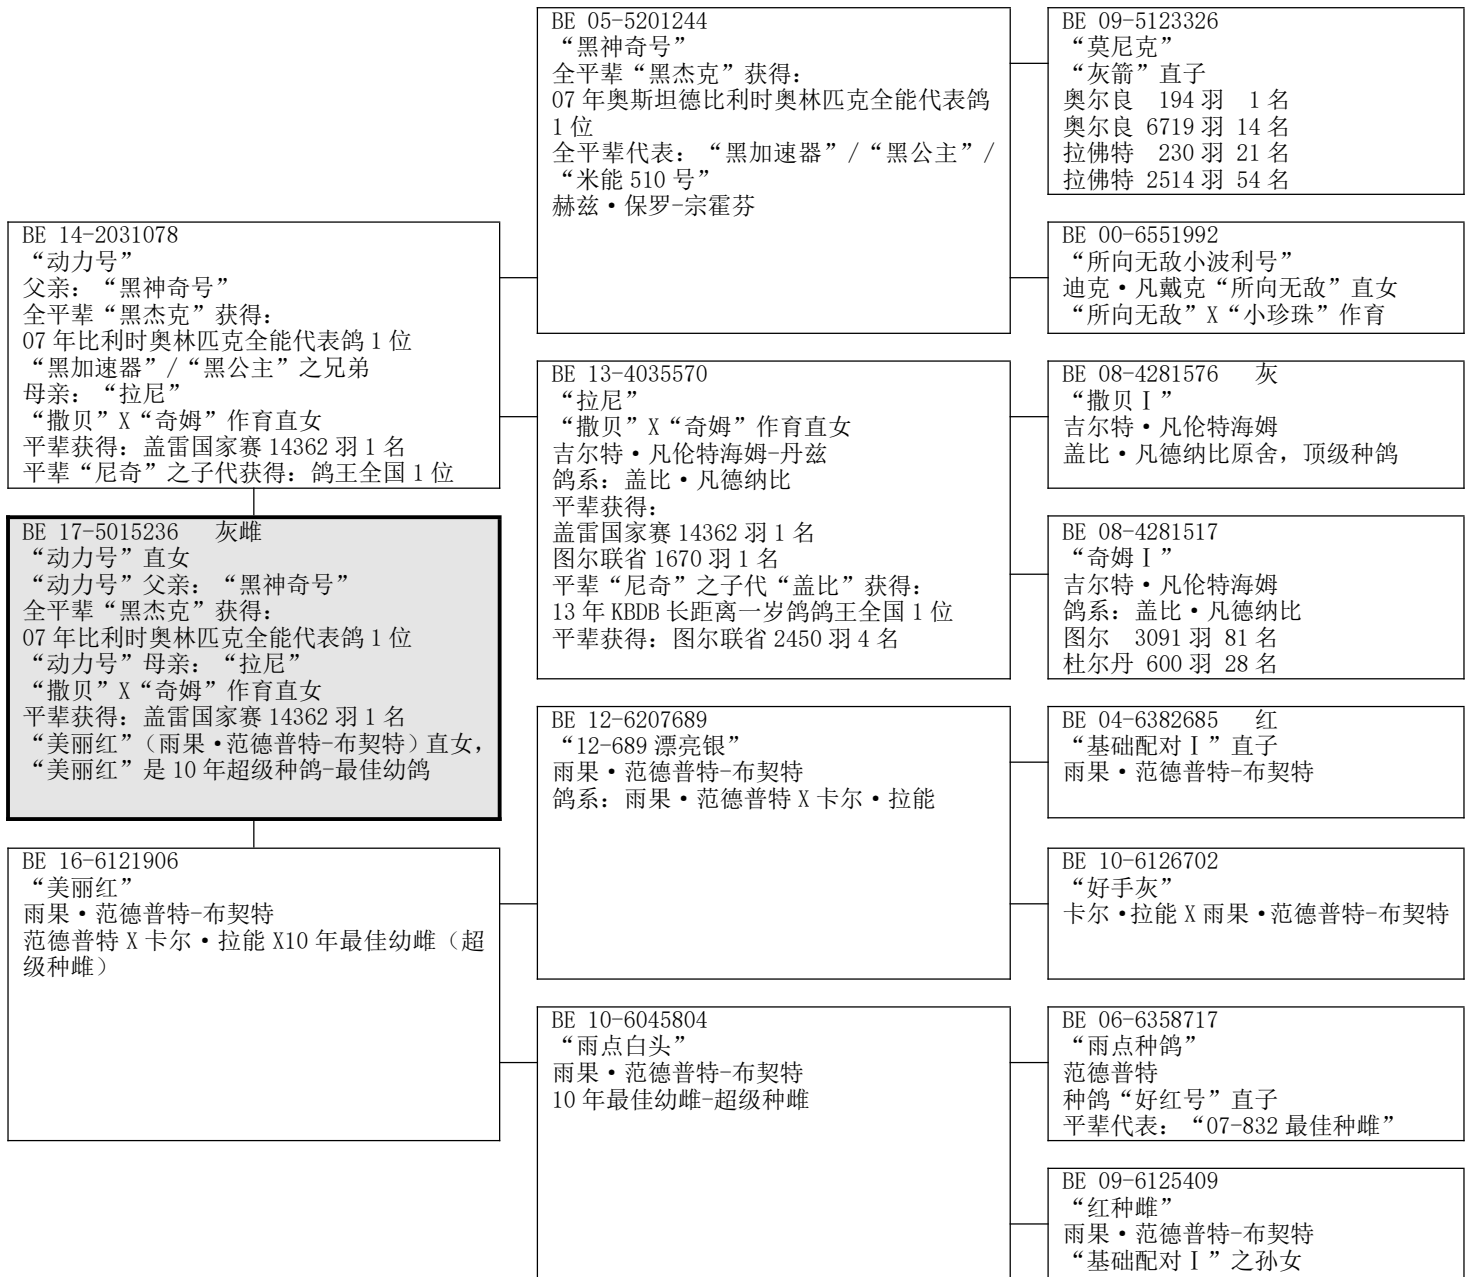 BE 05-5201244
“黑神奇号”
全平辈“黑杰克”获得：
07 年奥斯坦德比利时奥林匹克全能代表鸽
1 位
全平辈代表：“黑加速器”/“黑公主”/
“米能 510 号”
赫兹•保罗-宗霍芬
BE 09-5123326
“莫尼克”
“灰箭”直子
奥尔良 194 羽 1 名
奥尔良 6719 羽 14 名
拉佛特 230 羽 21 名
拉佛特 2514 羽 54 名
BE 14-2031078
“动力号”
父亲：“黑神奇号”
全平辈“黑杰克”获得：
07 年比利时奥林匹克全能代表鸽 1 位
“黑加速器”/“黑公主”之兄弟
母亲：“拉尼”
“撒贝”X“奇姆”作育直女
平辈获得：盖雷国家赛 14362 羽 1 名
平辈“尼奇”之子代获得：鸽王全国 1 位
BE 00-6551992
“所向无敌小波利号”
迪克•凡戴克“所向无敌”直女
“所向无敌”X“小珍珠”作育
BE 13-4035570
“拉尼”
“撒贝”X“奇姆”作育直女
吉尔特•凡伦特海姆-丹兹
鸽系：盖比•凡德纳比
平辈获得：
盖雷国家赛 14362 羽 1 名
图尔联省 1670 羽 1 名
平辈“尼奇”之子代“盖比”获得：
13 年 KBDB 长距离一岁鸽鸽王全国 1 位
平辈获得：图尔联省 2450 羽 4 名
BE 08-4281576 灰
“撒贝Ⅰ”
吉尔特•凡伦特海姆
盖比•凡德纳比原舍，顶级种鸽
BE 17-5015236 灰雌
“动力号”直女
“动力号”父亲：“黑神奇号”
全平辈“黑杰克”获得：
07 年比利时奥林匹克全能代表鸽 1 位
“动力号”母亲：“拉尼”
“撒贝”X“奇姆”作育直女
平辈获得：盖雷国家赛 14362 羽 1 名
“美丽红”（雨果•范德普特-布契特）直女，
“美丽红”是 10 年超级种鸽-最佳幼鸽
BE 08-4281517
“奇姆Ⅰ”
吉尔特•凡伦特海姆
鸽系：盖比•凡德纳比
图尔 3091 羽 81 名
杜尔丹 600 羽 28 名
BE 12-6207689
“12-689 漂亮银”
雨果•范德普特-布契特
鸽系：雨果•范德普特 X 卡尔•拉能
BE 04-6382685 红
“基础配对Ⅰ”直子
雨果•范德普特-布契特
BE 16-6121906
“美丽红”
雨果•范德普特-布契特
范德普特 X 卡尔•拉能 X10 年最佳幼雌（超
级种雌）
BE 10-6126702
“好手灰”
卡尔•拉能 X 雨果•范德普特-布契特
BE 10-6045804
“雨点白头”
雨果•范德普特-布契特
10 年最佳幼雌-超级种雌
BE 06-6358717
“雨点种鸽”
范德普特
种鸽“好红号”直子
平辈代表：“07-832 最佳种雌”
BE 09-6125409
“红种雌”
雨果•范德普特-布契特
“基础配对Ⅰ”之孙女